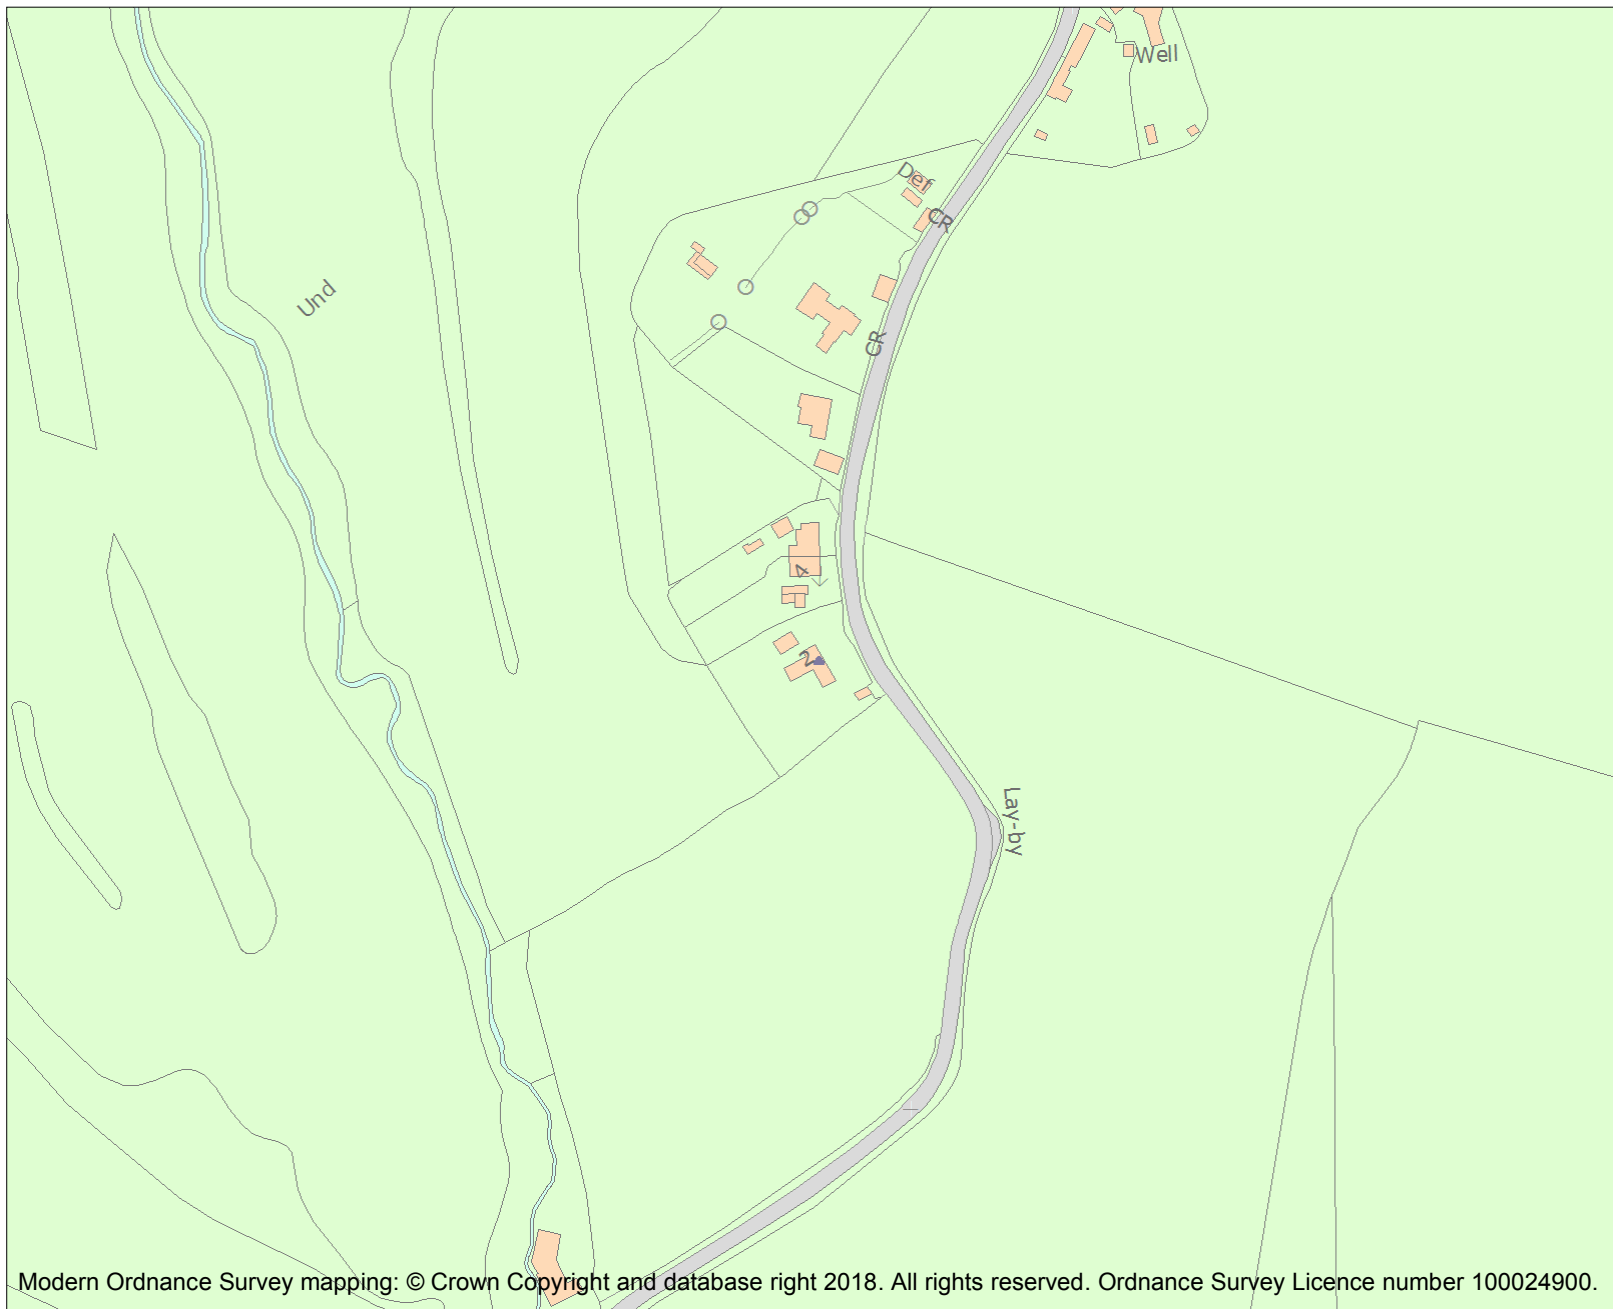 Well
Def
CR
Und
CR
4
2
Lay-by
Modern Ordnance Survey mapping: © Crown Copyright and database right 2018. All rights reserved. Ordnance Survey Licence number 100024900.